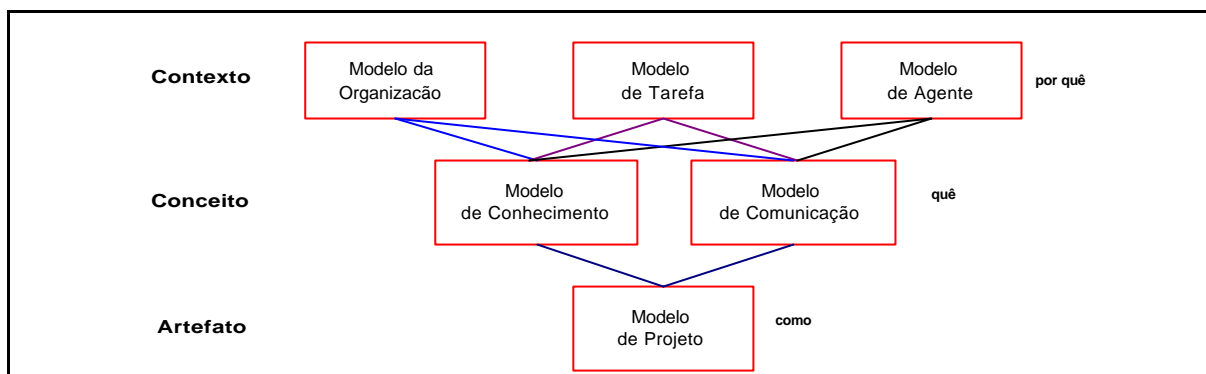 Contexto
Modelo da
Organizacão
Modelo
de Tarefa
Modelo
de Agente
por quê
Conceito
Modelo
de Conhecimento
Modelo
de Comunicação
quê
Artefato
Modelo
de Projeto
como